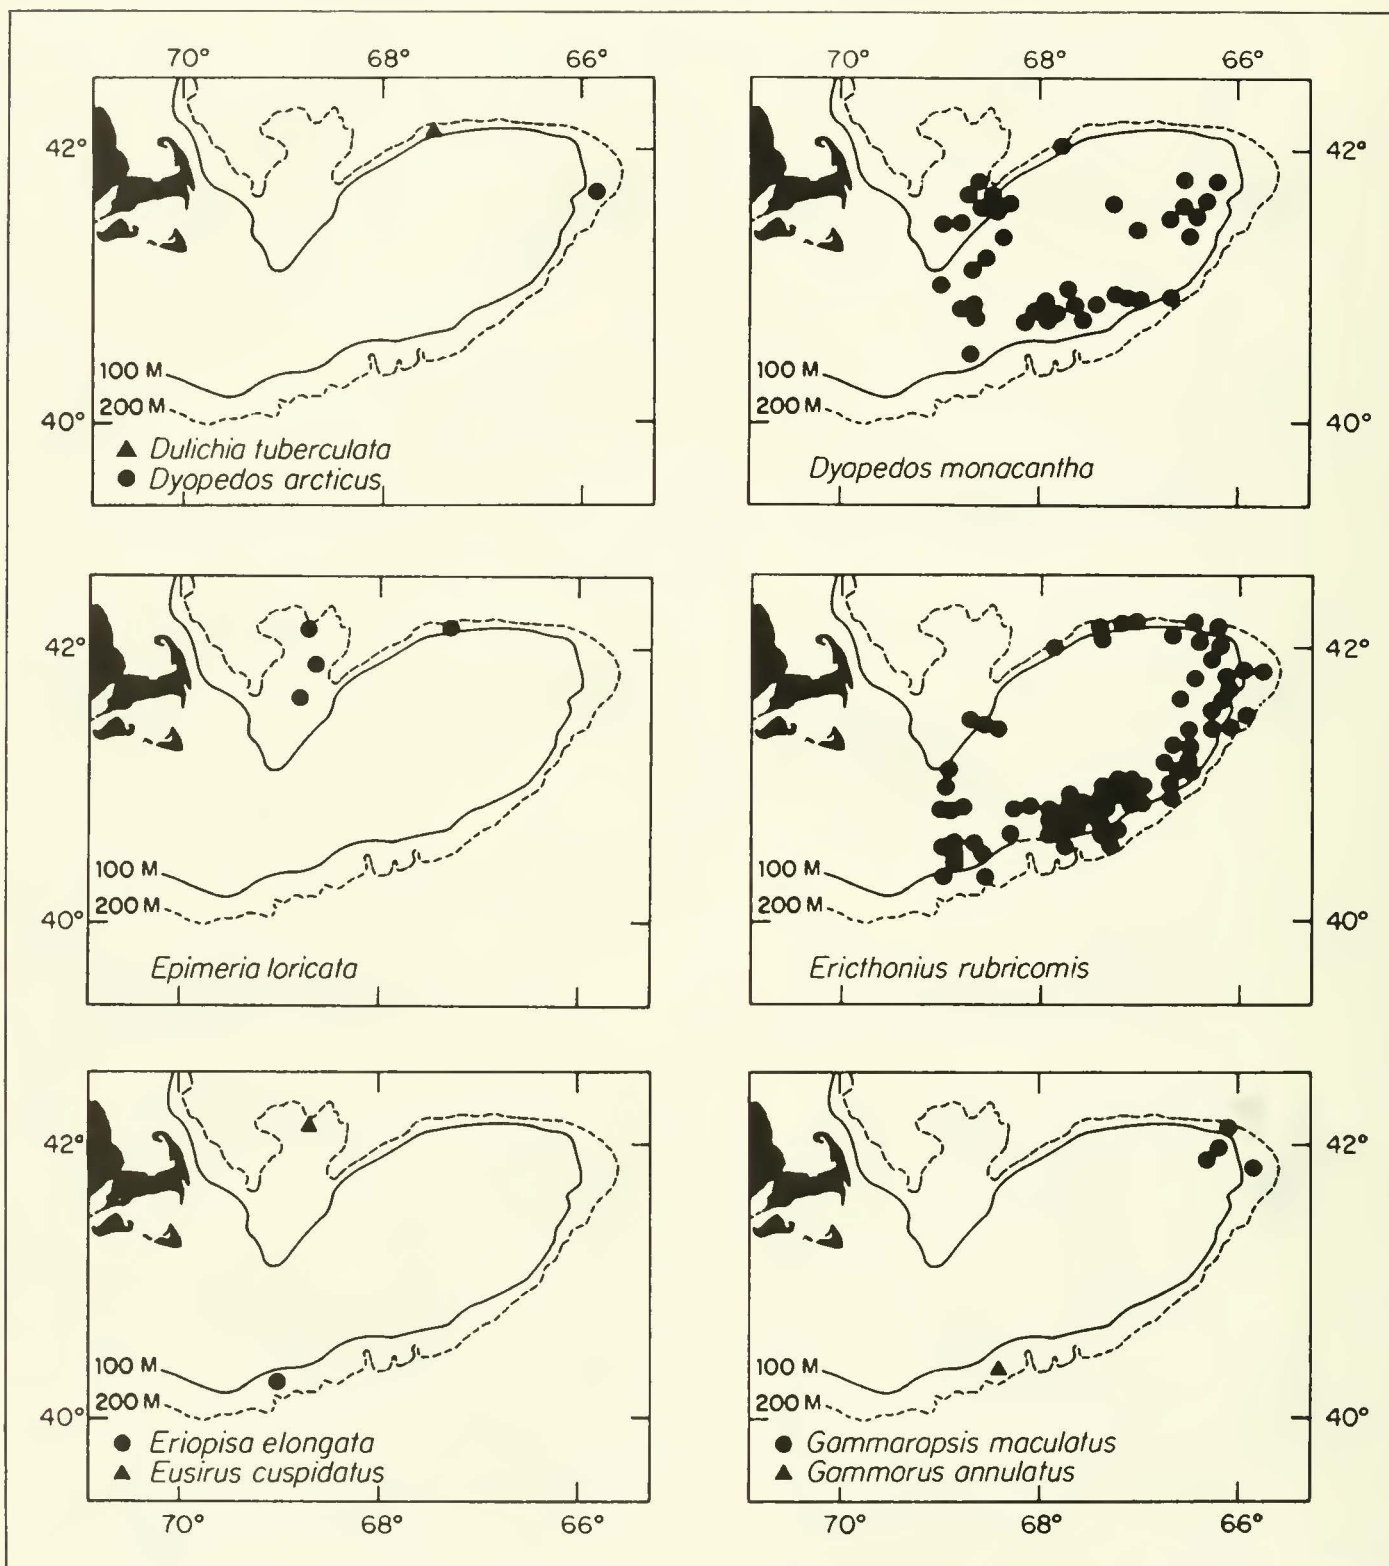 70° 68° 66° 70° 68° 66°
42° 42°
100 M 100 M
200 M 200 M
40° 40°
▲ Dulichia tuberculata
● Dyopedos arcticus
Dyopedos monacantha
42° 42°
100 M 100 M
200 M 200 M
40° 40°
Epimeria loricata
Ericthonius rubricornis
42° 42°
100 M 100 M
200 M 200 M
40° 40°
● Eriopisa elongata
▲ Eusirus cuspidatus
● Gammaropsis maculatus
▲ Gammarus annulatus
70° 68° 66° 70° 68° 66°